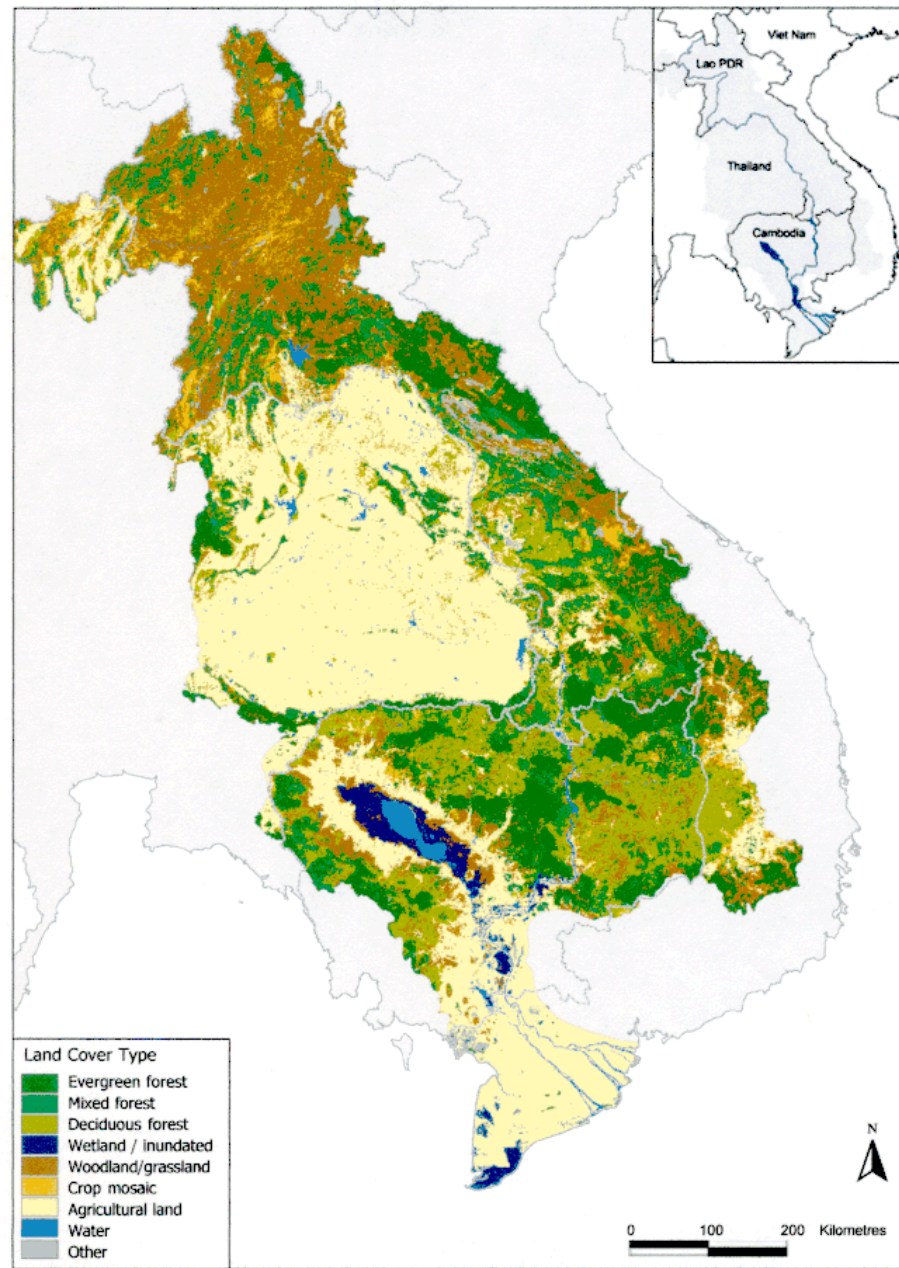 Viet Nam
Lao PDR
Thailand
Cambodia
Land Cover Type
Evergreen forest
Mixed forest
Deciduous forest
Wetland / inundated
Woodland/grassland
Crop mosaic
Agricultural land
Water
Other
N
0 100 200 Kilometres